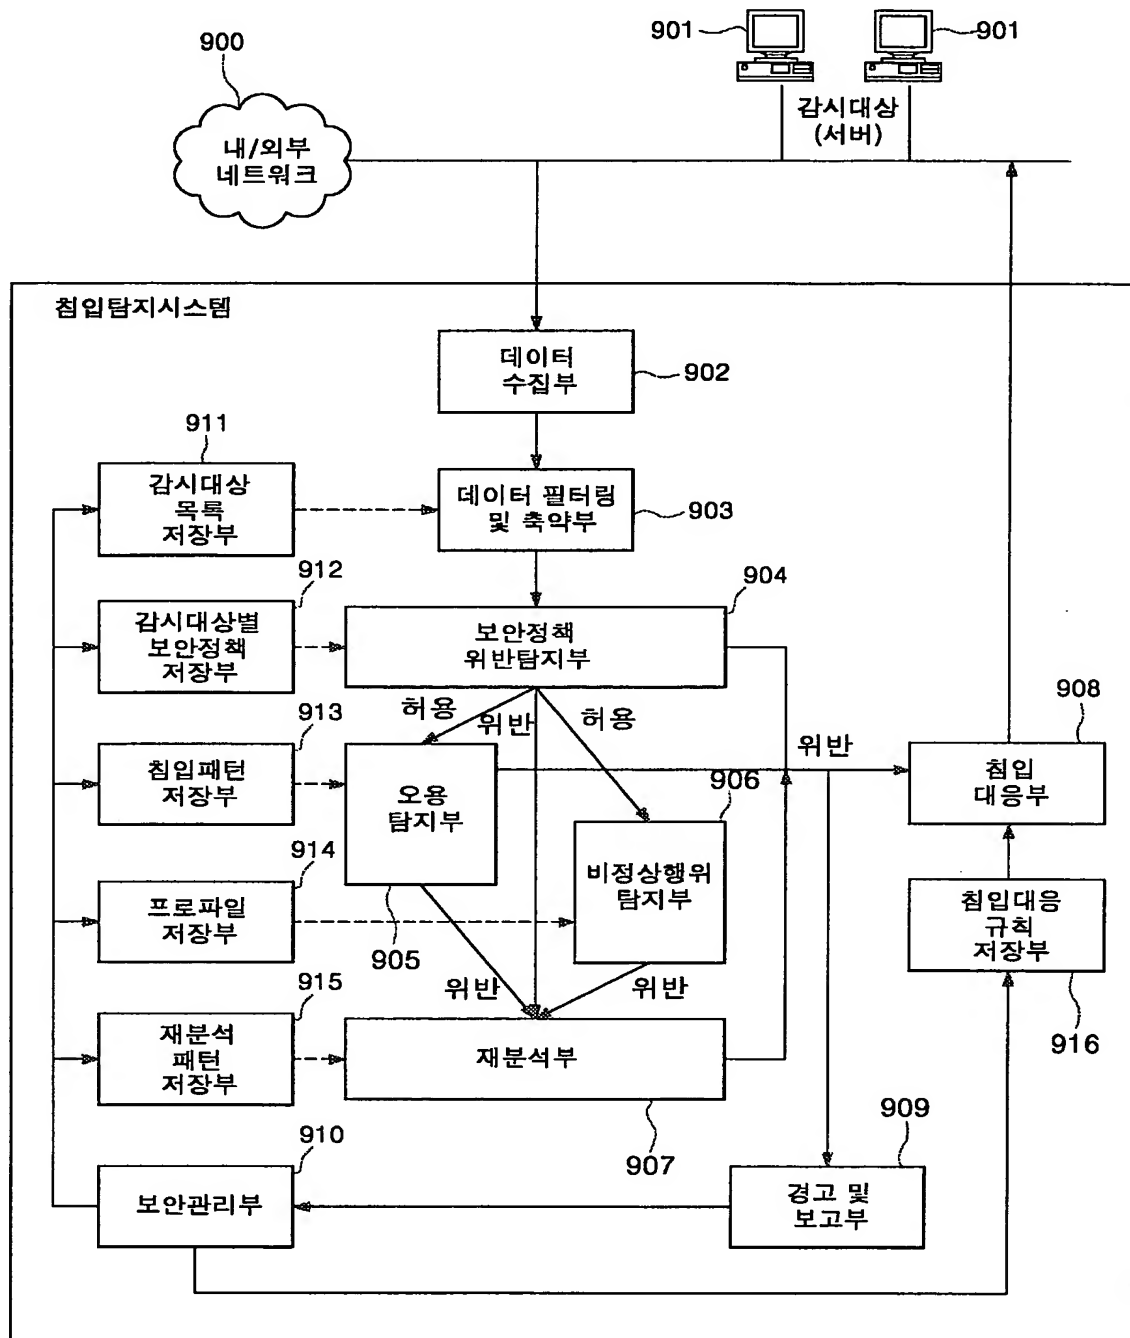 900
901
901
내/외부
네트워크
감시대상
(서버)
침입탐지시스템
데이터
수집부
902
911
감시대상
목록
저장부
데이터 필터링
및 축약부
903
912
감시대상별
보안정책
저장부
보안정책
위반탐지부
904
허용
위반
허용
913
침입패턴
저장부
오용
탐지부
905
위반
906
비정상행위
탐지부
908
침입
대응부
914
프로파일
저장부
침입대응
규칙
저장부
916
위반
위반
915
재분석
패턴
저장부
재분석부
907
910
보안관리부
909
경고 및
보고부